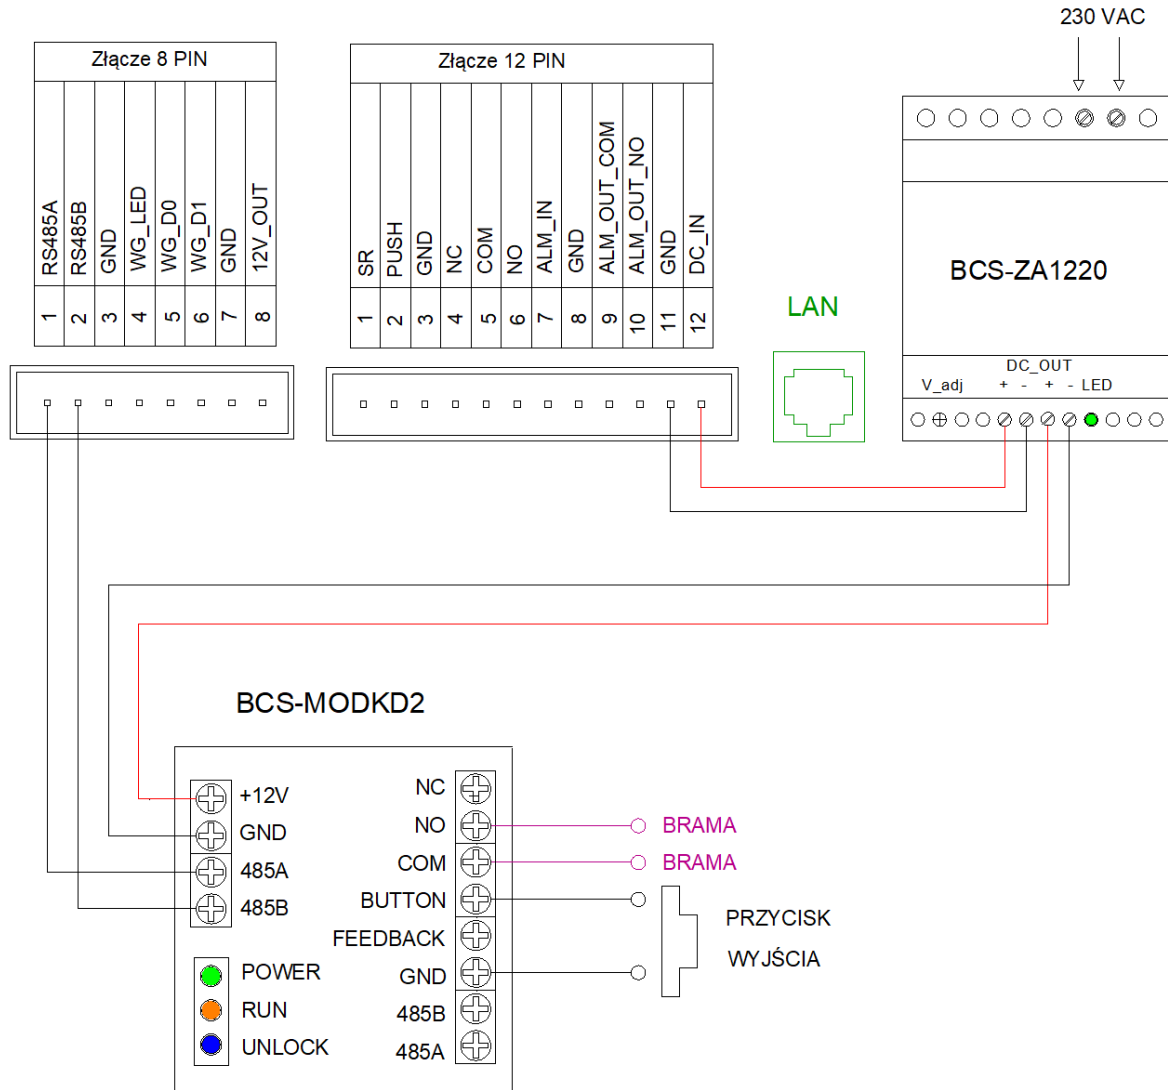 230 VAC
Złącze 8 PIN
RS485A
RS485B
GND
WG_LED
WG_D0
WG_D1
GND
12V_OUT
1
2
3
4
5
6
7
8
Złącze 12 PIN
SR
PUSH
GND
NC
COM
NO
ALM_IN
GND
ALM_OUT_COM
ALM_OUT_NO
GND
DC_IN
1
2
3
4
5
6
7
8
9
10
11
12
LAN
BCS-ZA1220
DC_OUT
V_adj + - + - LED
BCS-MODKD2
+12V
GND
485A
485B
POWER
RUN
UNLOCK
NC
NO
COM
BUTTON
FEEDBACK
GND
485B
485A
BRAMA
BRAMA
PRZYCISK
WYJŚCIA